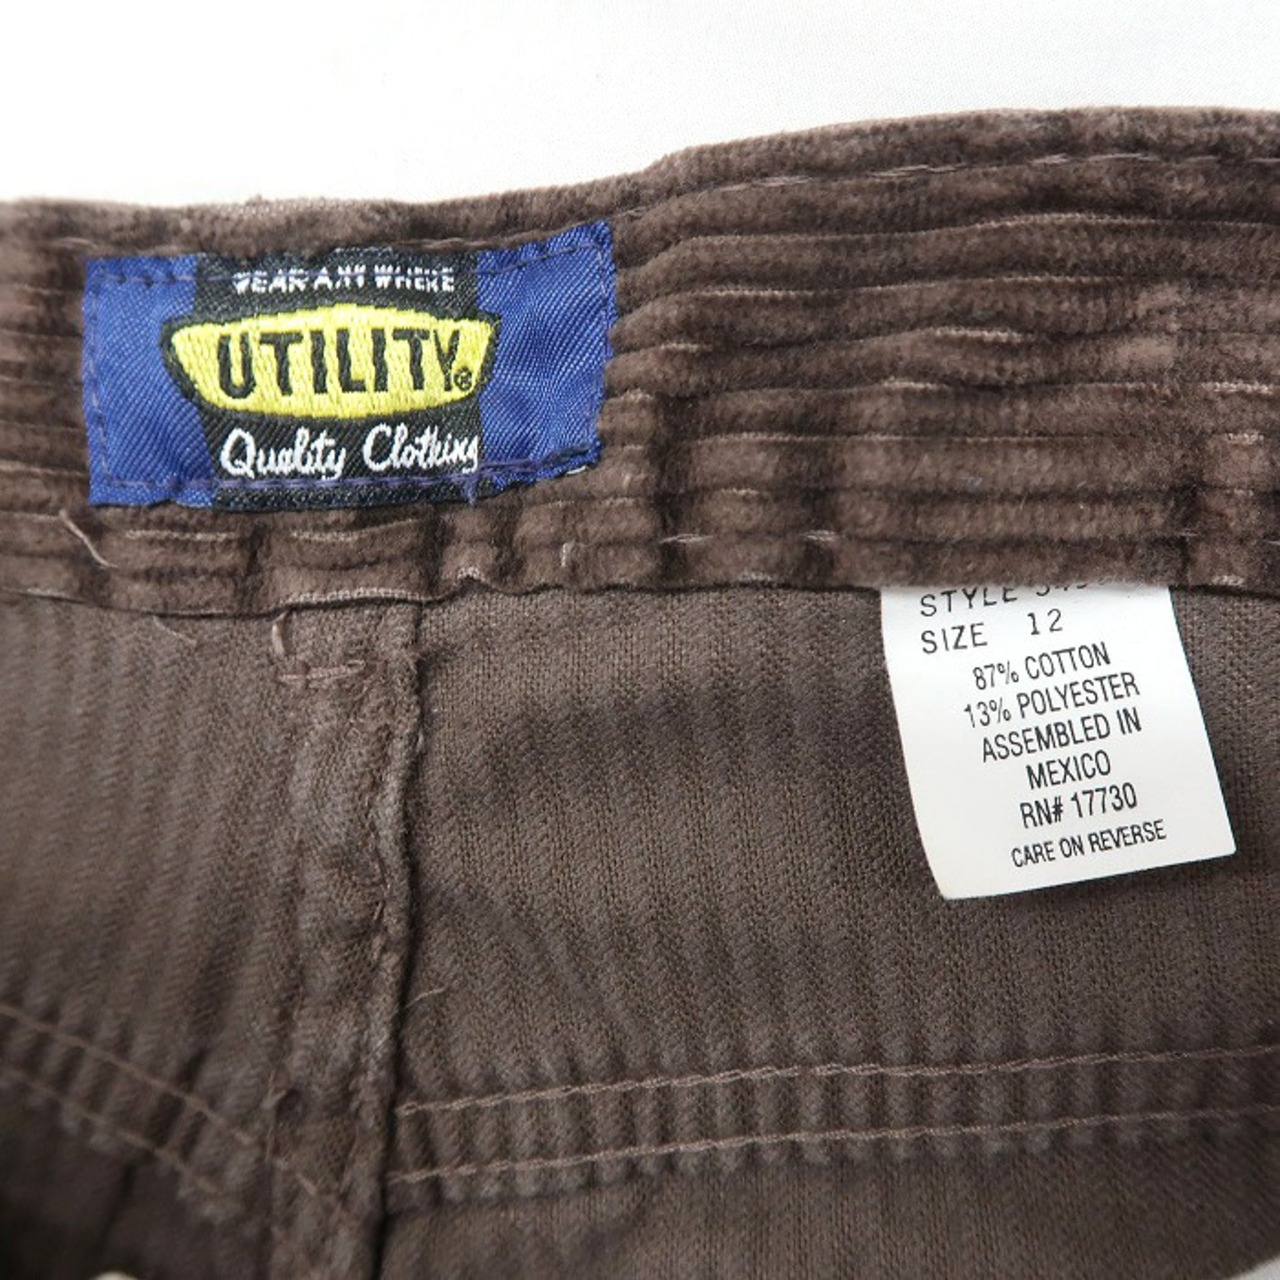 WEAR ANYWHERE
UTILITY®
Quality Clothing
STYLE
SIZE 12
87% COTTON
13% POLYESTER
ASSEMBLED IN
MEXICO
RN# 17730
CARE ON REVERSE